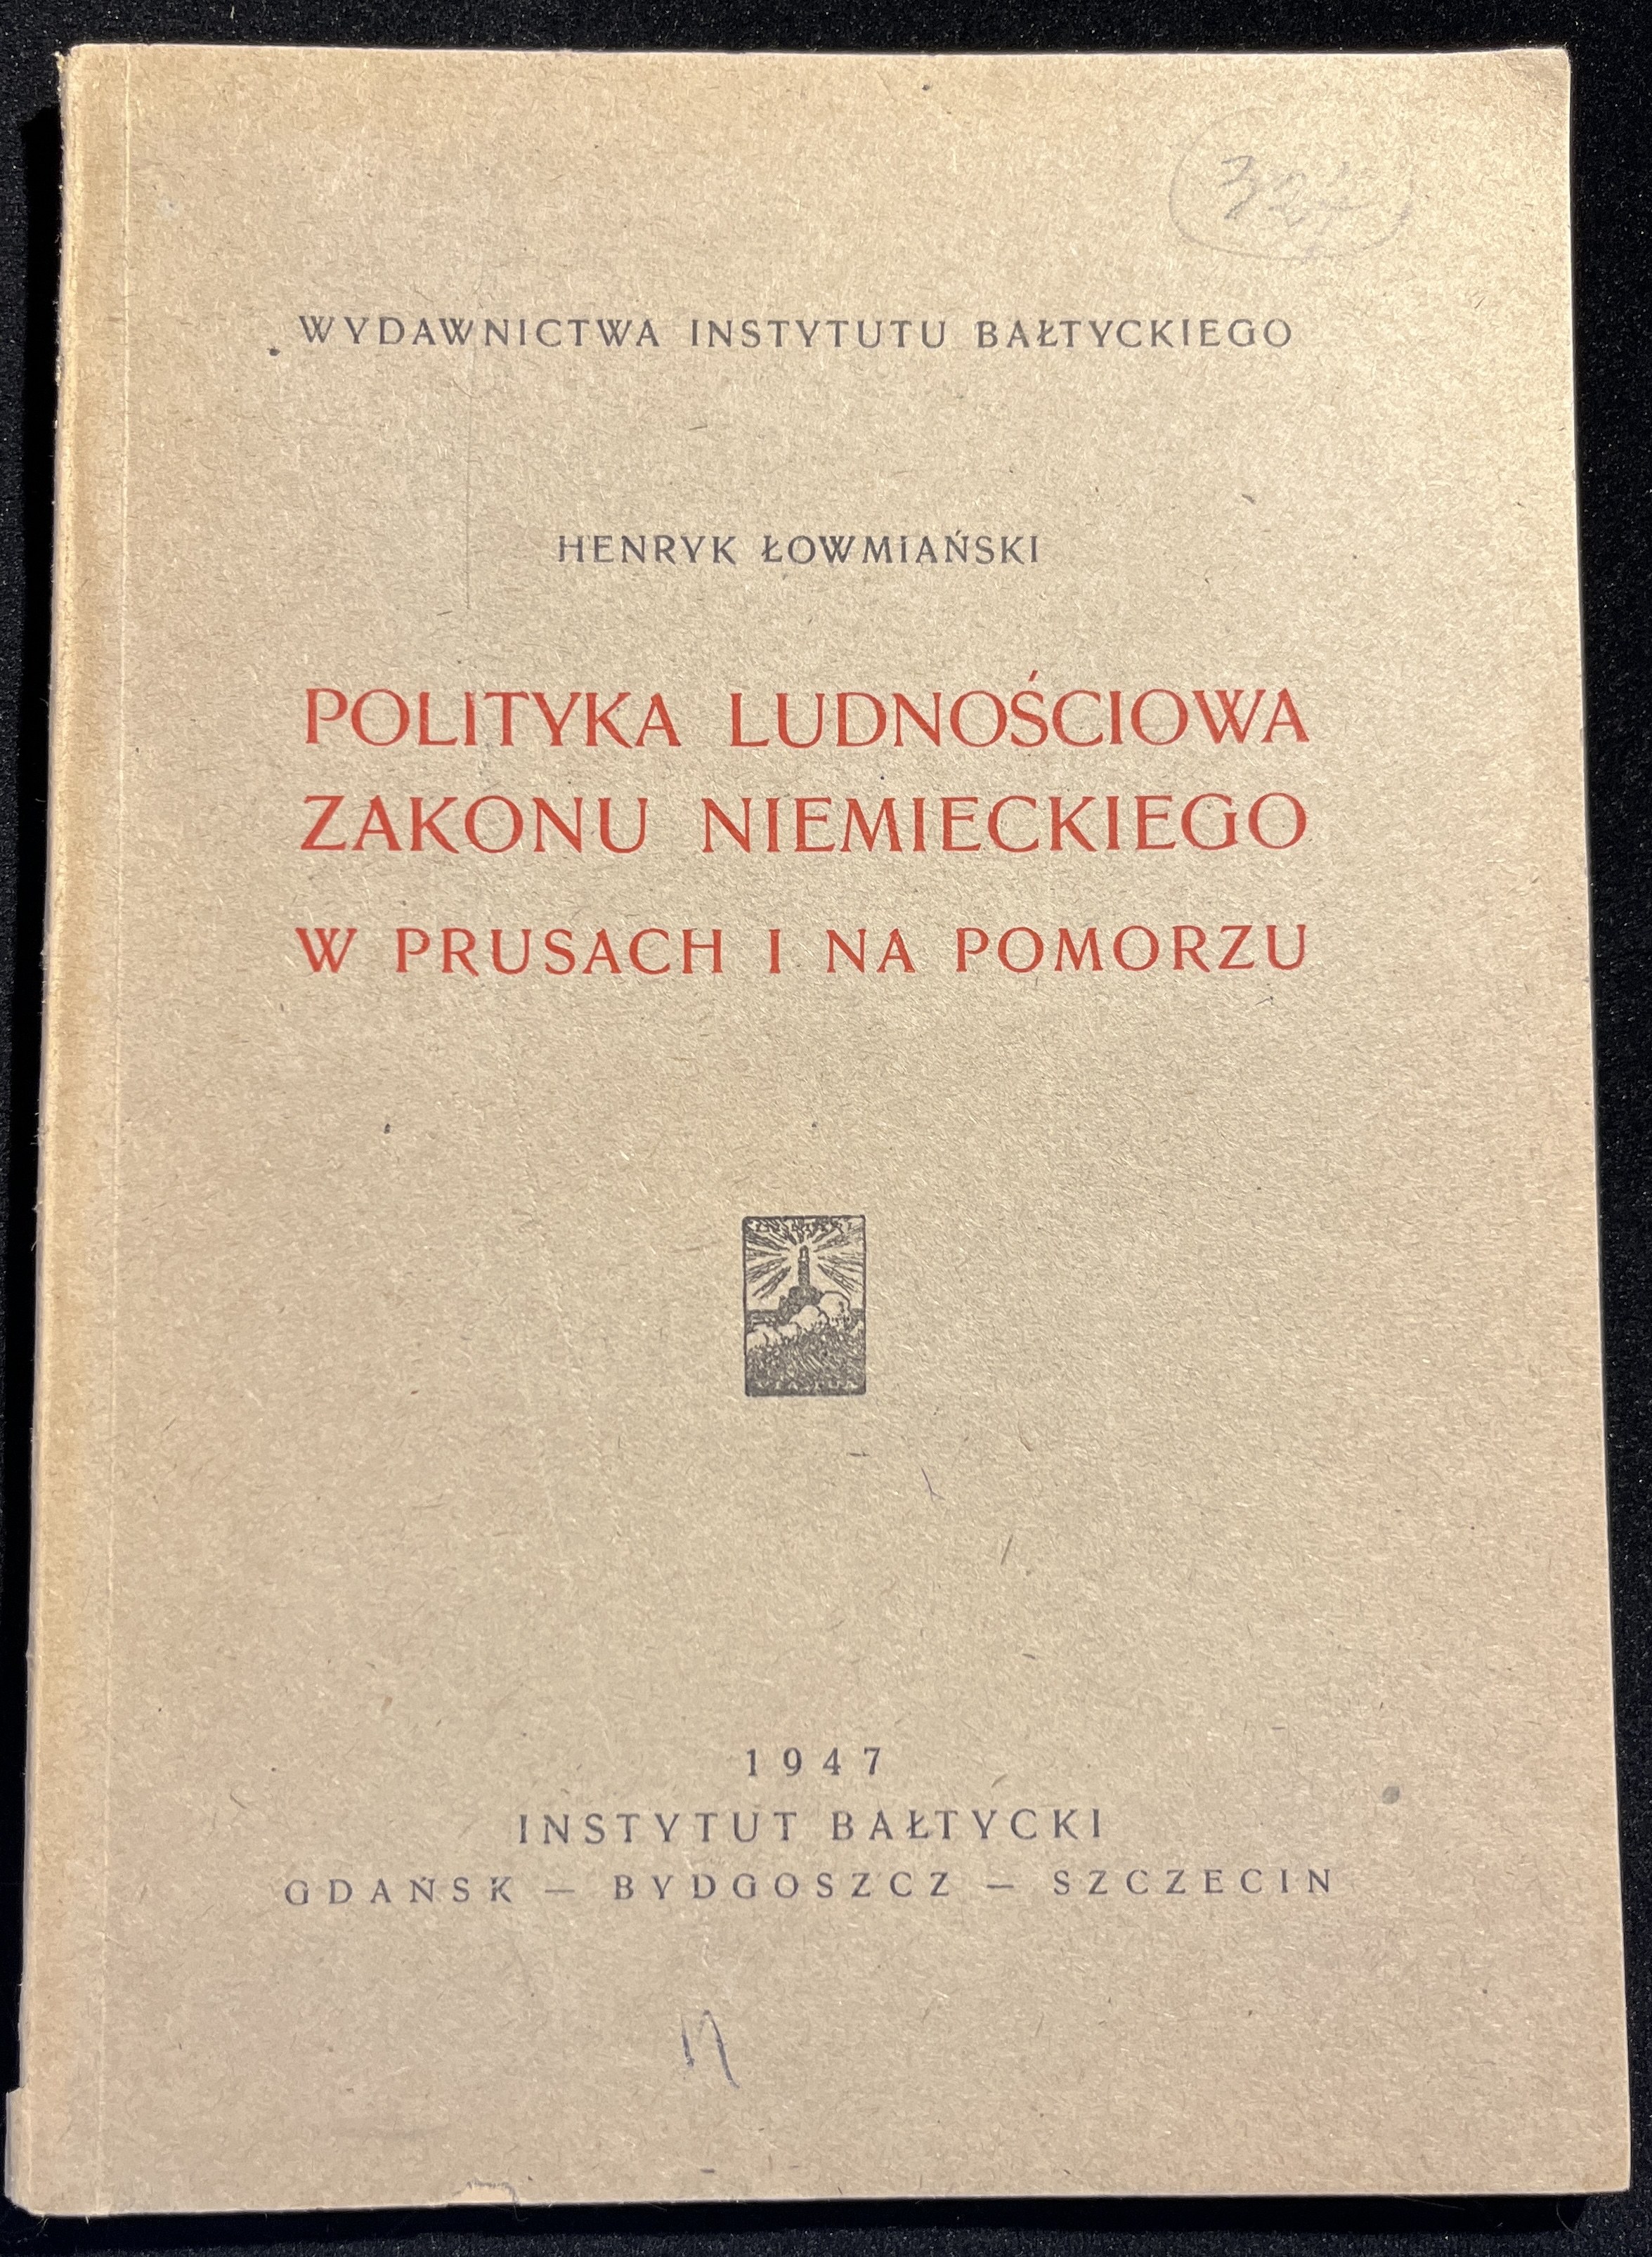 WYDAWNICTWA INSTYTUTU BAŁTYCKIEGO
HENRYK ŁOWMIAŃSKI
POLITYKA LUDNOŚCIOWA
ZAKONU NIEMIECKIEGO
W PRUSACH I NA POMORZU
1947
INSTYTUT BAŁTYCKI
GDAŃSK — BYDGOSZCZ — SZCZECIN